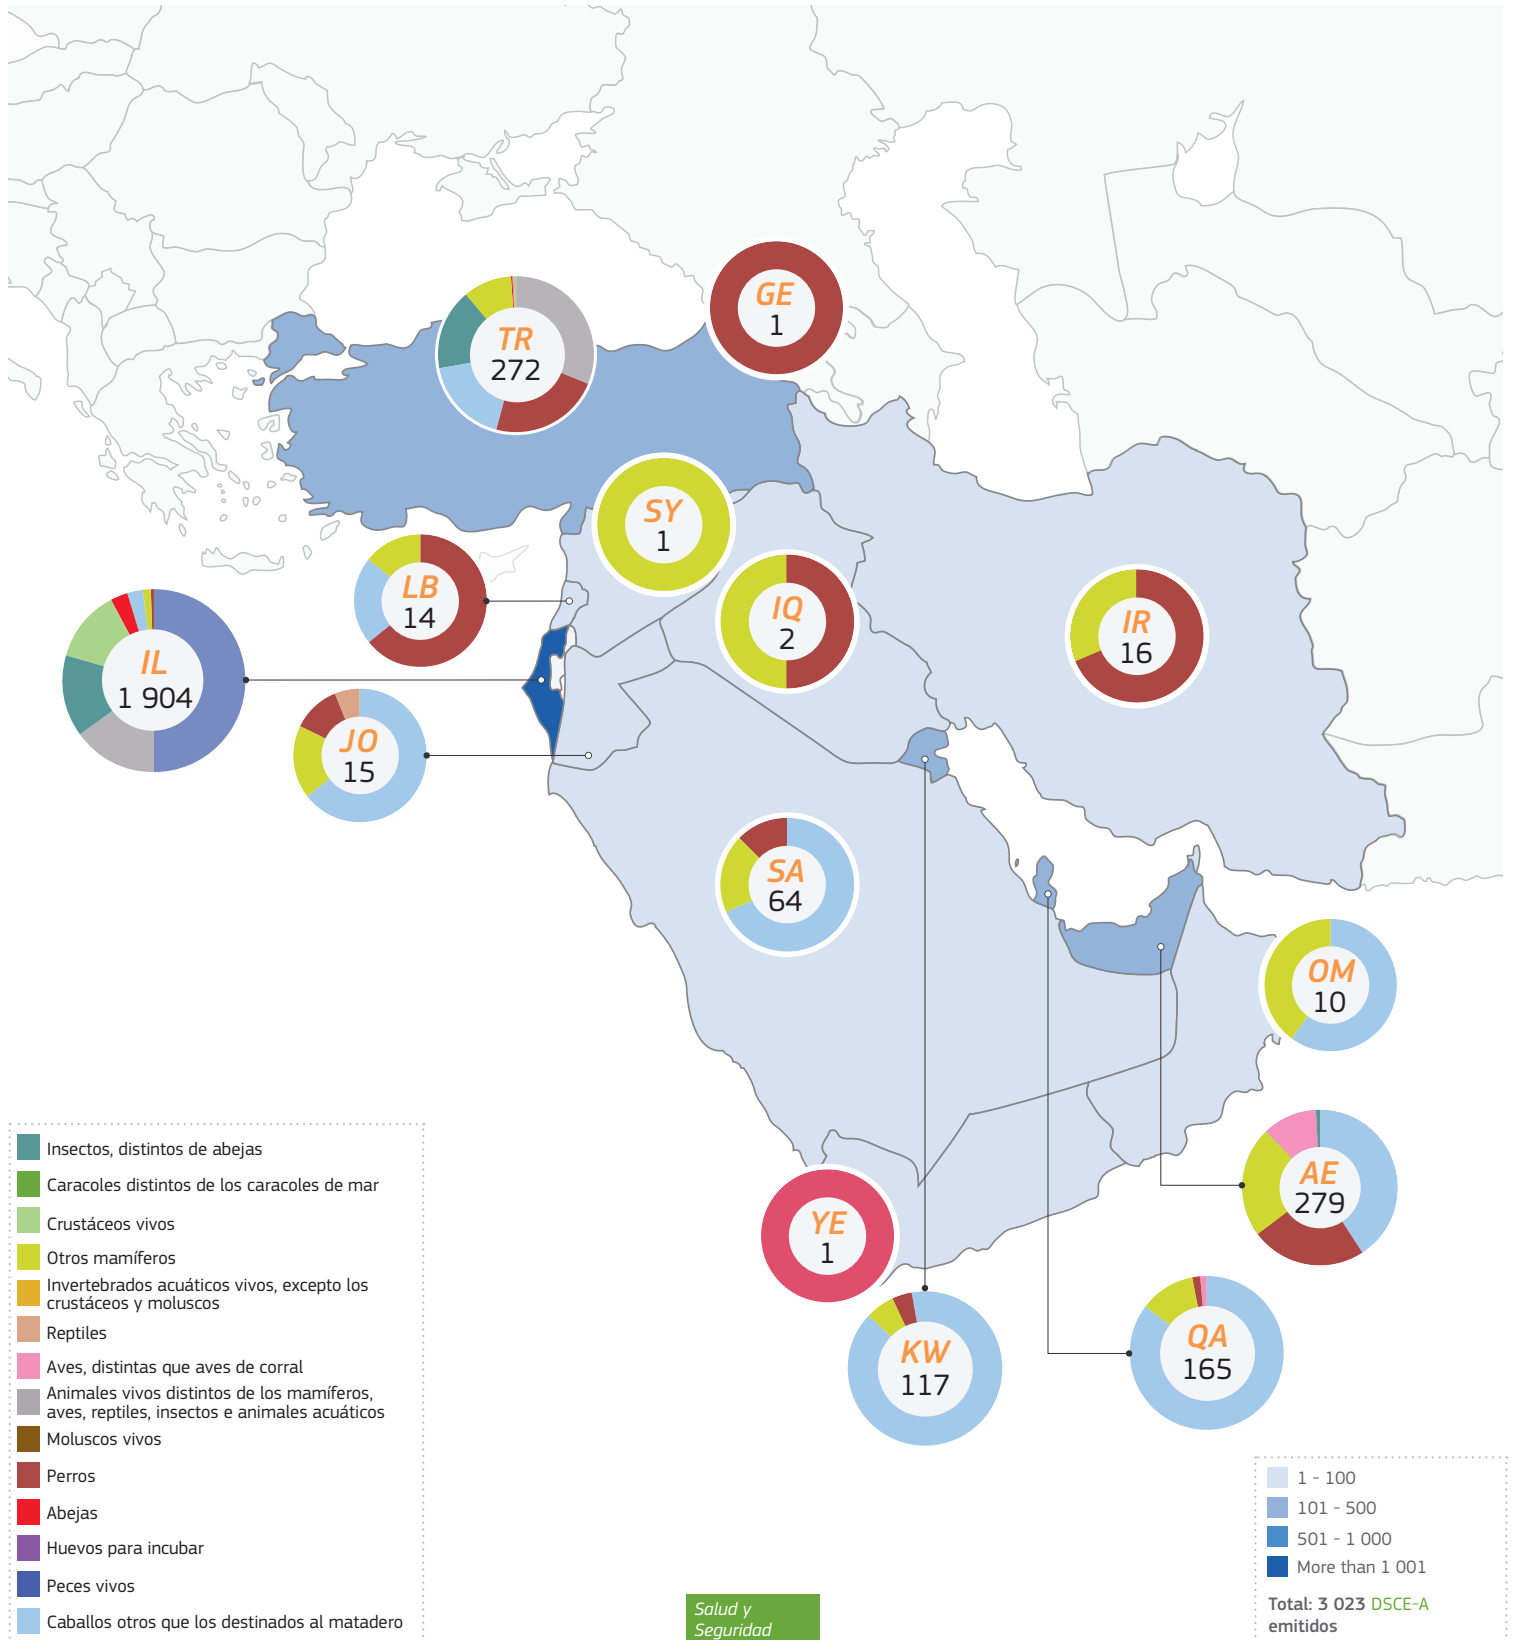 GE
1
TR
272
SY
1
LB
14
IQ
2
IR
16
IL
1 904
JO
15
SA
64
OM
10
AE
279
YE
1
KW
117
QA
165
Insectos, distintos de abejas
Caracoles distintos de los caracoles de mar
Crustáceos vivos
Otros mamíferos
Invertebrados acuáticos vivos, excepto los
crustáceos y moluscos
Reptiles
Aves, distintas que aves de corral
Animales vivos distintos de los mamíferos,
aves, reptiles, insectos e animales acuáticos
Moluscos vivos
Perros
Abejas
Huevos para incubar
Peces vivos
Caballos otros que los destinados al matadero
1 - 100
101 - 500
501 - 1 000
More than 1 001
Total: 3 023 DSCE-A
emitidos
Salud y
Seguridad